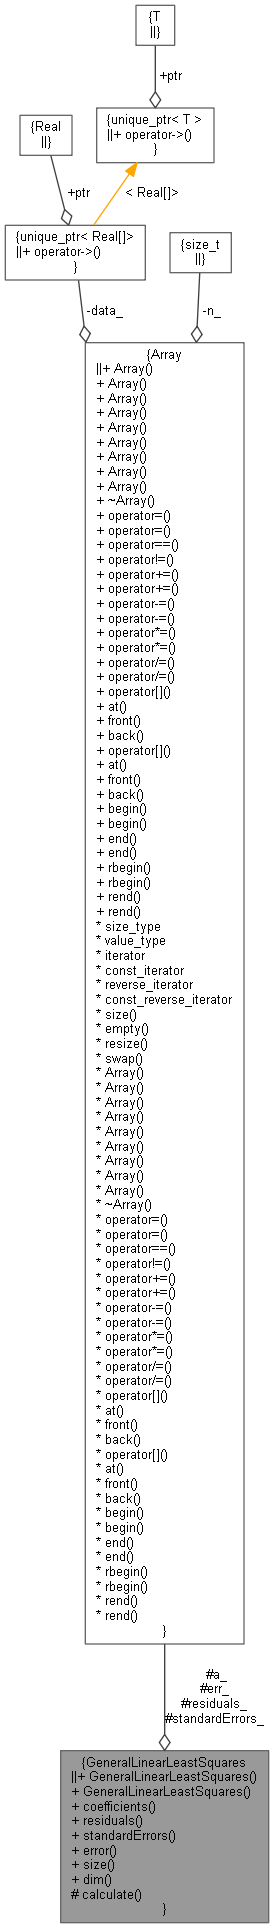 {T
||}
+ptr
{unique_ptr< T >
||+ operator->()
}
{Real
||}
+ptr
< Real[]>
{unique_ptr< Real[]>
||+ operator->()
}
{size_t
||}
-data_
-n_
{Array
||+ Array()
+ Array()
+ Array()
+ Array()
+ Array()
+ Array()
+ Array()
+ Array()
+ Array()
+ ~Array()
+ operator=()
+ operator=()
+ operator==()
+ operator!=()
+ operator+=()
+ operator+=()
+ operator-=()
+ operator-=()
+ operator*=()
+ operator*=()
+ operator/=()
+ operator/=()
+ operator[]()
+ at()
+ front()
+ back()
+ operator[]()
+ at()
+ front()
+ back()
+ begin()
+ begin()
+ end()
+ end()
+ rbegin()
+ rbegin()
+ rend()
+ rend()
* size_type
* value_type
* iterator
* const_iterator
* reverse_iterator
* const_reverse_iterator
* size()
* empty()
* resize()
* swap()
* Array()
* Array()
* Array()
* Array()
* Array()
* Array()
* Array()
* Array()
* Array()
* ~Array()
* operator=()
* operator=()
* operator==()
* operator!=()
* operator+=()
* operator+=()
* operator-=()
* operator-=()
* operator*=()
* operator*=()
* operator/=()
* operator/=()
* operator[]()
* at()
* front()
* back()
* operator[]()
* at()
* front()
* back()
* begin()
* begin()
* end()
* end()
* rbegin()
* rbegin()
* rend()
* rend()
}
#a_
#err_
#residuals_
#standardErrors_
{GeneralLinearLeastSquares
||+ GeneralLinearLeastSquares()
+ GeneralLinearLeastSquares()
+ coefficients()
+ residuals()
+ standardErrors()
+ error()
+ size()
+ dim()
# calculate()
}